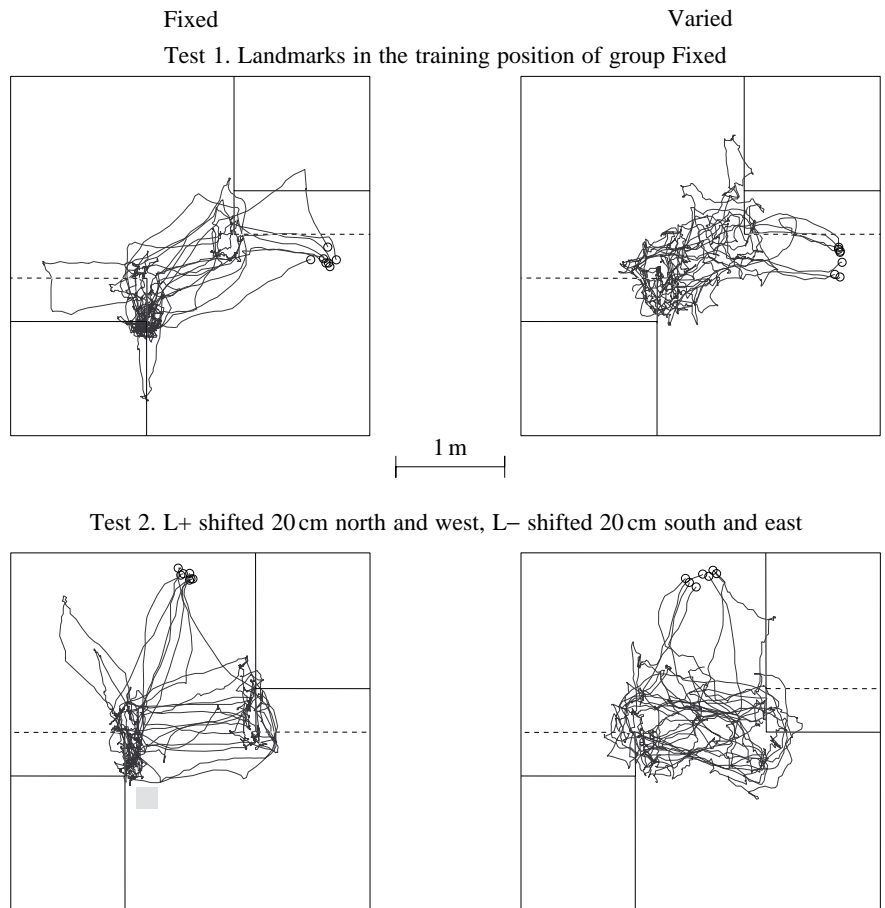 Fixed
Varied
Test 1. Landmarks in the training position of group Fixed
1 m
Test 2. L+ shifted 20 cm north and west, L− shifted 20 cm south and east